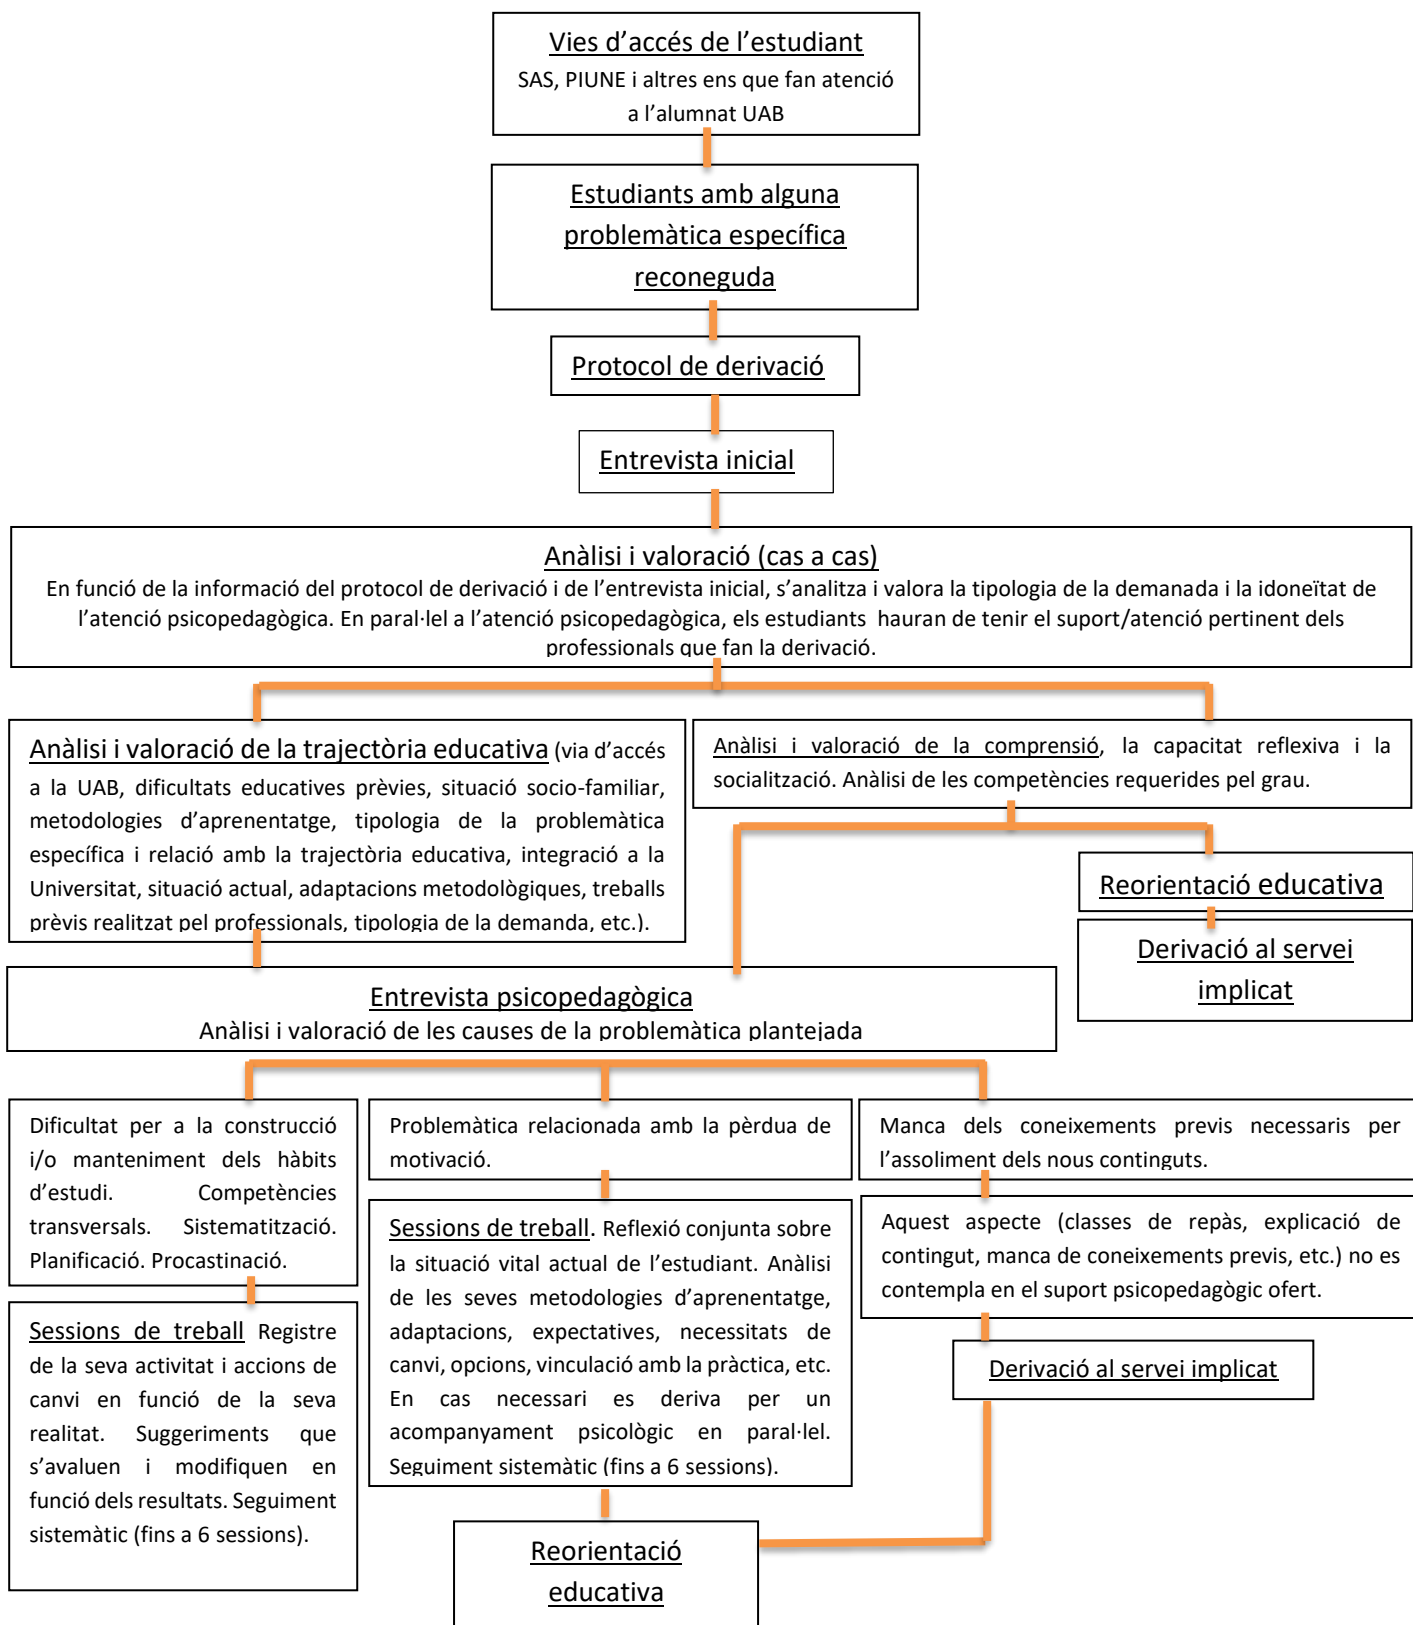 Vies d’accés de l’estudiant
SAS, PIUNE i altres ens que fan atenció
a l’alumnat UAB
Estudiants amb alguna
problemàtica específica
reconeguda
Protocol de derivació
Entrevista inicial
Anàlisi i valoració (cas a cas)
En funció de la informació del protocol de derivació i de l’entrevista inicial, s’analitza i valora la tipologia de la demanada i la idoneïtat de
l’atenció psicopedagògica. En paral·lel a l’atenció psicopedagògica, els estudiants hauran de tenir el suport/atenció pertinent dels
professionals que fan la derivació.
Anàlisi i valoració de la trajectòria educativa (via d’accés
a la UAB, dificultats educatives prèvies, situació socio-familiar,
metodologies d’aprenentatge, tipologia de la problemàtica
específica i relació amb la trajectòria educativa, integració a la
Universitat, situació actual, adaptacions metodològiques, treballs
prèvis realitzat pel professionals, tipologia de la demanda, etc.).
Anàlisi i valoració de la comprensió, la capacitat reflexiva i la
socialització. Anàlisi de les competències requerides pel grau.
Reorientació educativa
Derivació al servei
implicat
Entrevista psicopedagògica
Anàlisi i valoració de les causes de la problemàtica plantejada
Dificultat per a la construcció
i/o manteniment dels hàbits
d’estudi. Competències
transversals. Sistematització.
Planificació. Procastinació.
Sessions de treball Registre
de la seva activitat i accions de
canvi en funció de la seva
realitat. Suggeriments que
s’avaluen i modifiquen en
funció dels resultats. Seguiment
sistemàtic (fins a 6 sessions).
Problemàtica relacionada amb la pèrdua de
motivació.
Sessions de treball. Reflexió conjunta sobre
la situació vital actual de l’estudiant. Anàlisi
de les seves metodologies d’aprenentatge,
adaptacions, expectatives, necessitats de
canvi, opcions, vinculació amb la pràctica, etc.
En cas necessari es deriva per un
acompanyament psicològic en paral·lel.
Seguiment sistemàtic (fins a 6 sessions).
Manca dels coneixements previs necessaris per
l’assoliment dels nous continguts.
Aquest aspecte (classes de repàs, explicació de
contingut, manca de coneixements previs, etc.) no es
contempla en el suport psicopedagògic ofert.
Derivació al servei implicat
Reorientació
educativa